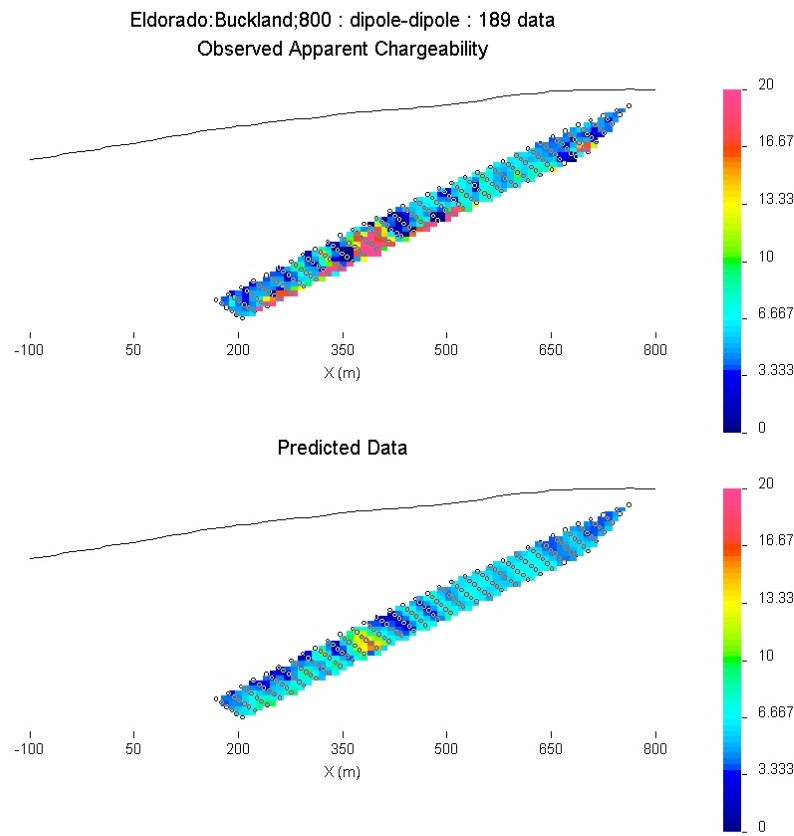 Eldorado:Buckland;800 : dipole-dipole : 189 data
Observed Apparent Chargeability
20
16.67
13.33
10
6.667
3.333
0
-100 50 200 350 500 650 800
X (m)
Predicted Data
20
16.67
13.33
10
6.667
3.333
0
-100 50 200 350 500 650 800
X (m)